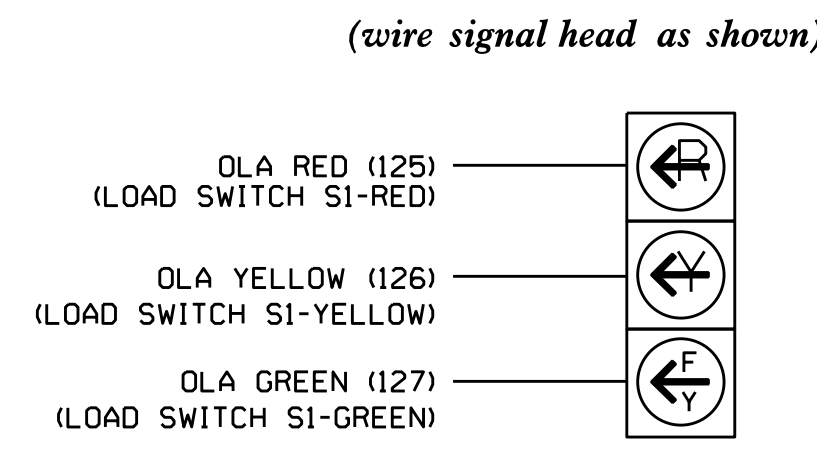 (wire signal head as shown)
OLA RED (125)
(LOAD SWITCH S1-RED)
R
OLA YELLOW (126)
(LOAD SWITCH S1-YELLOW)
Y
OLA GREEN (127)
(LOAD SWITCH S1-GREEN)
F
Y